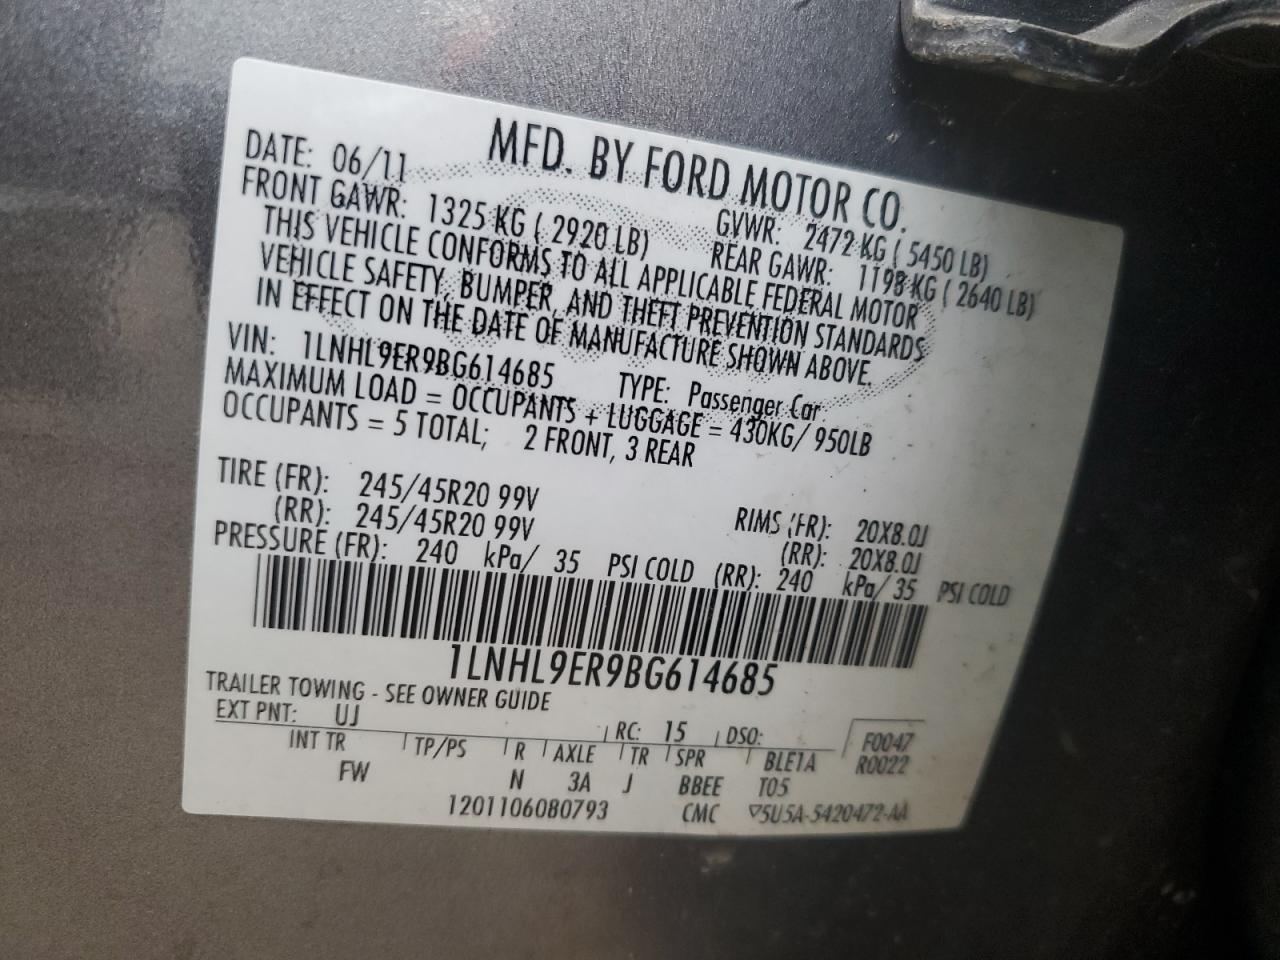 MFD. BY FORD MOTOR CO.
DATE: 06/11 GVWR: 2472 KG ( 5450 LB)
FRONT GAWR: 1325 KG ( 2920 LB) REAR GAWR: 1198 KG ( 2640 LB)
THIS VEHICLE CONFORMS TO ALL APPLICABLE FEDERAL MOTOR
VEHICLE SAFETY, BUMPER, AND THEFT PREVENTION STANDARDS
IN EFFECT ON THE DATE OF MANUFACTURE SHOWN ABOVE.
VIN: 1LNHL9ER9BG614685 TYPE: Passenger Car
MAXIMUM LOAD = OCCUPANTS + LUGGAGE = 430KG/ 950LB
OCCUPANTS = 5 TOTAL; 2 FRONT, 3 REAR
TIRE (FR): 245/45R20 99V RIMS (FR): 20X8.0J
(RR): 245/45R20 99V (RR): 20X8.0J
PRESSURE (FR): 240 kPa/ 35 PSI COLD (RR): 240 kPa/ 35 PSI COLD
1LNHL9ER9BG614685
TRAILER TOWING - SEE OWNER GUIDE
EXT PNT: UJ RC: 15 DSO: F0047
INT TR TP/PS R AXLE TR SPR BLE1A R0022
FW N 3A J BBEE T05
1201106080793 CMC ▽5U5A-5420472-AA